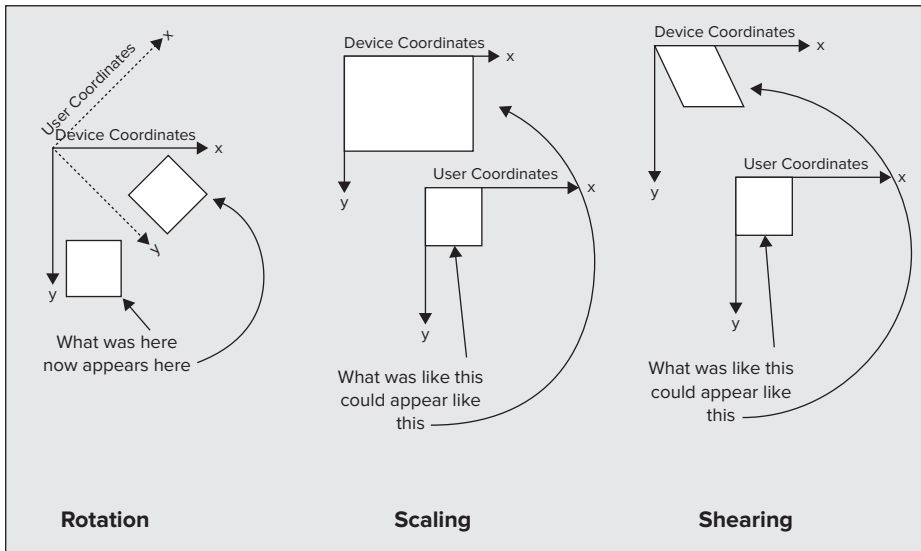 x
User Coordinates
Device Coordinates
x
y
y
What was here
now appears here
Rotation
Device Coordinates
x
User Coordinates
x
y
y
What was like this
could appear like
this
Scaling
Device Coordinates
x
User Coordinates
x
y
y
What was like this
could appear like
this
Shearing